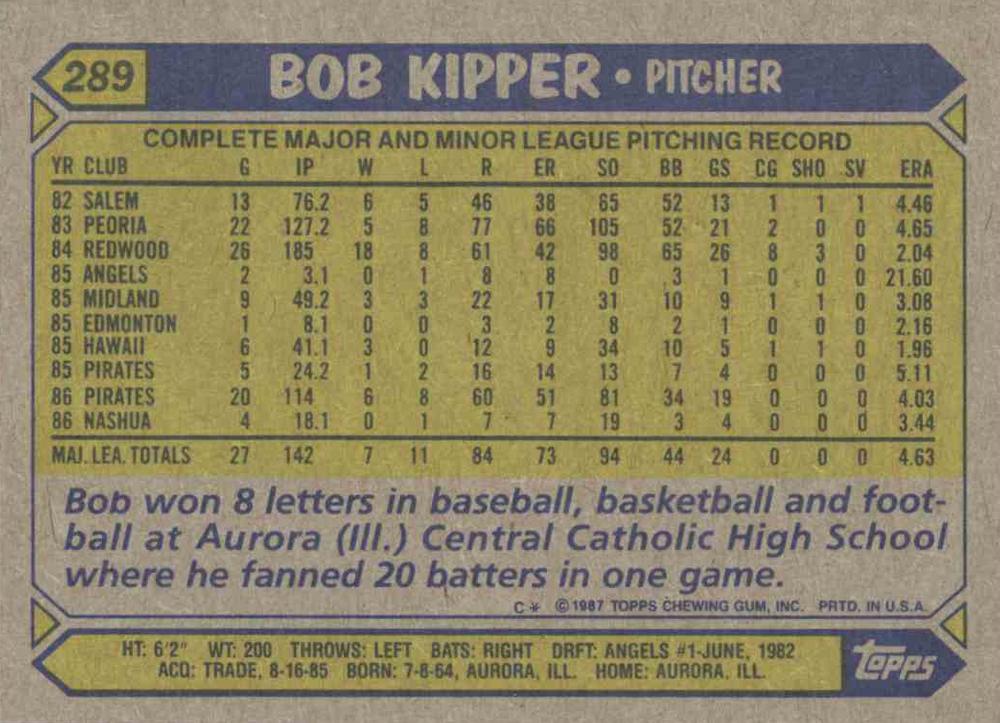 289 BOB KIPPER • PITCHER
COMPLETE MAJOR AND MINOR LEAGUE PITCHING RECORD
YR CLUB G IP W L R ER SO BB GS CG SHO SV ERA
82 SALEM 13 76.2 6 5 46 38 65 52 13 1 1 1 4.46
83 PEORIA 22 127.2 5 8 77 66 105 52 21 2 0 0 4.65
84 REDWOOD 26 185 18 8 61 42 98 65 26 8 3 0 2.04
85 ANGELS 2 3.1 0 1 8 8 0 3 1 0 0 0 21.60
85 MIDLAND 9 49.2 3 3 22 17 31 10 9 1 1 0 3.08
85 EDMONTON 1 8.1 0 0 3 2 8 2 1 0 0 0 2.16
85 HAWAII 6 41.1 3 0 12 9 34 10 5 1 1 0 1.96
85 PIRATES 5 24.2 1 2 16 14 13 7 4 0 0 0 5.11
86 PIRATES 20 114 6 8 60 51 81 34 19 0 0 0 4.03
86 NASHUA 4 18.1 0 1 7 7 19 3 4 0 0 0 3.44
MAJ. LEA. TOTALS 27 142 7 11 84 73 94 44 24 0 0 0 4.63
Bob won 8 letters in baseball, basketball and foot-
ball at Aurora (Ill.) Central Catholic High School
where he fanned 20 batters in one game.
C* ©1987 TOPPS CHEWING GUM, INC. PRTD. IN U.S.A.
HT: 6'2" WT: 200 THROWS: LEFT BATS: RIGHT DRFT: ANGELS #1-JUNE, 1982
ACQ: TRADE, 8-16-85 BORN: 7-8-64, AURORA, ILL. HOME: AURORA, ILL.
topps